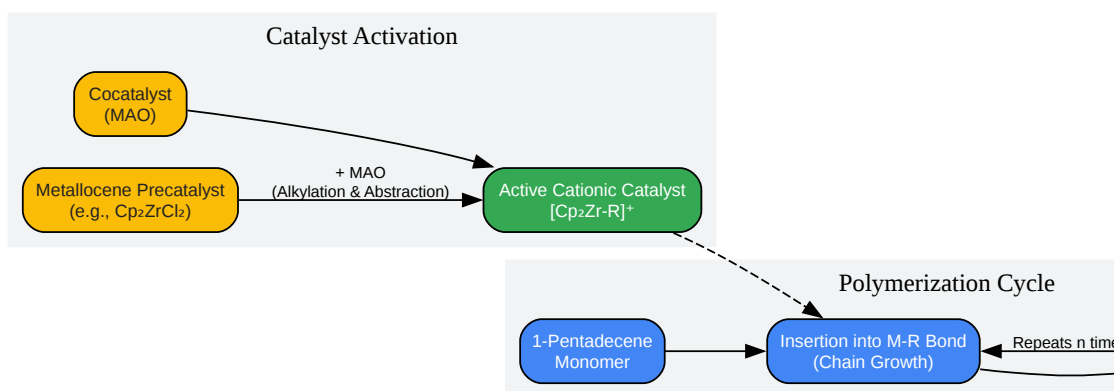 Catalyst Activation
Cocatalyst
(MAO)
Metallocene Precatalyst
(e.g., Cp₂ZrCl₂)
+ MAO
(Alkylation & Abstraction)
Active Cationic Catalyst
[Cp₂Zr-R]⁺
Polymerization Cycle
1-Pentadecene
Monomer
Insertion into M-R Bond
(Chain Growth)
Repeats n time